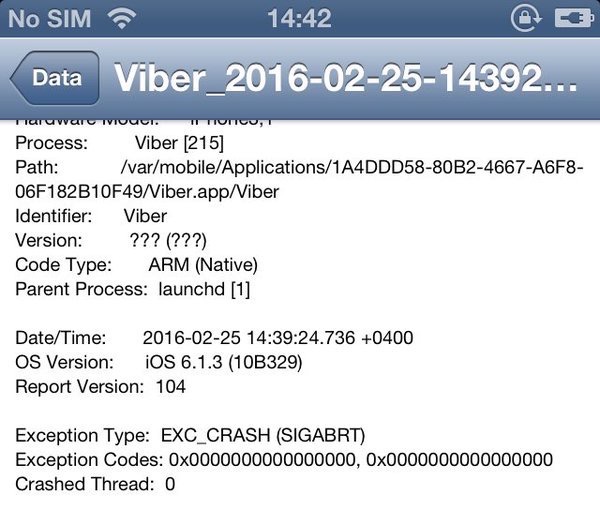 No SIM 14:42
Data Viber_2016-02-25-14392...
Hardware Model:
Process: Viber [215]
Path: /var/mobile/Applications/1A4DDD58-80B2-4667-A6F8-
06F182B10F49/Viber.app/Viber
Identifier: Viber
Version: ??? (???)
Code Type: ARM (Native)
Parent Process: launchd [1]
Date/Time: 2016-02-25 14:39:24.736 +0400
OS Version: iOS 6.1.3 (10B329)
Report Version: 104
Exception Type: EXC_CRASH (SIGABRT)
Exception Codes: 0x0000000000000000, 0x0000000000000000
Crashed Thread: 0